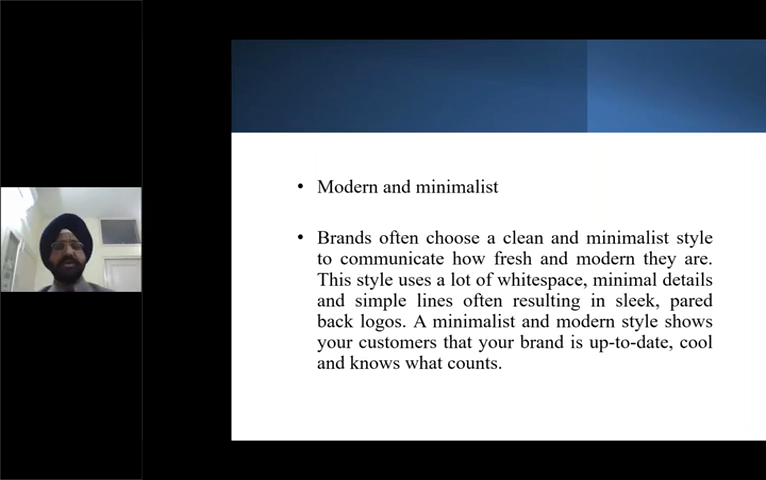 • Modern and minimalist
• Brands often choose a clean and minimalist style
to communicate how fresh and modern they are.
This style uses a lot of whitespace, minimal details
and simple lines often resulting in sleek, pared
back logos. A minimalist and modern style shows
your customers that your brand is up-to-date, cool
and knows what counts.